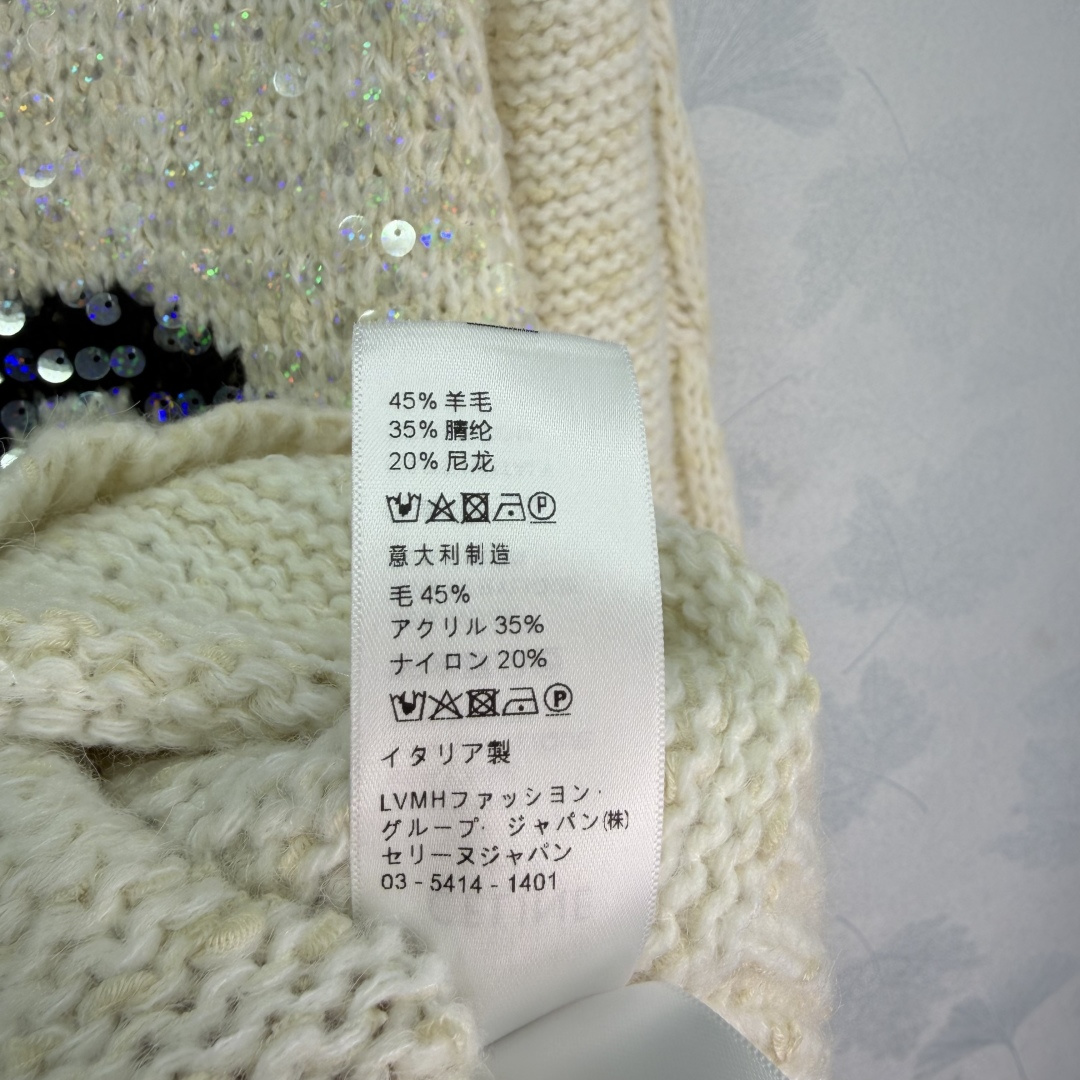 45% 羊毛
35% 腈纶
20% 尼龙
P
意大利制造
毛 45%
アクリル 35%
ナイロン 20%
P
イタリア製
LVMHファッション・
グループ・ ジャパン(株)
セリーヌジャパン
03 - 5414 - 1401